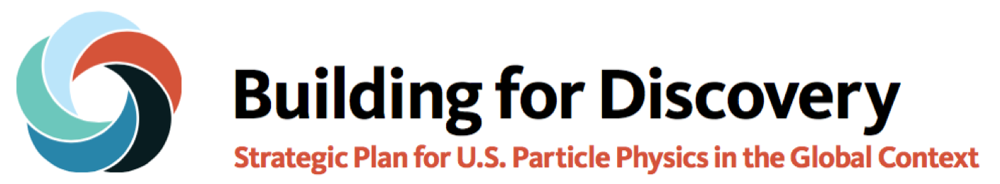 Building for Discovery
Strategic Plan for U.S. Particle Physics in the Global Context